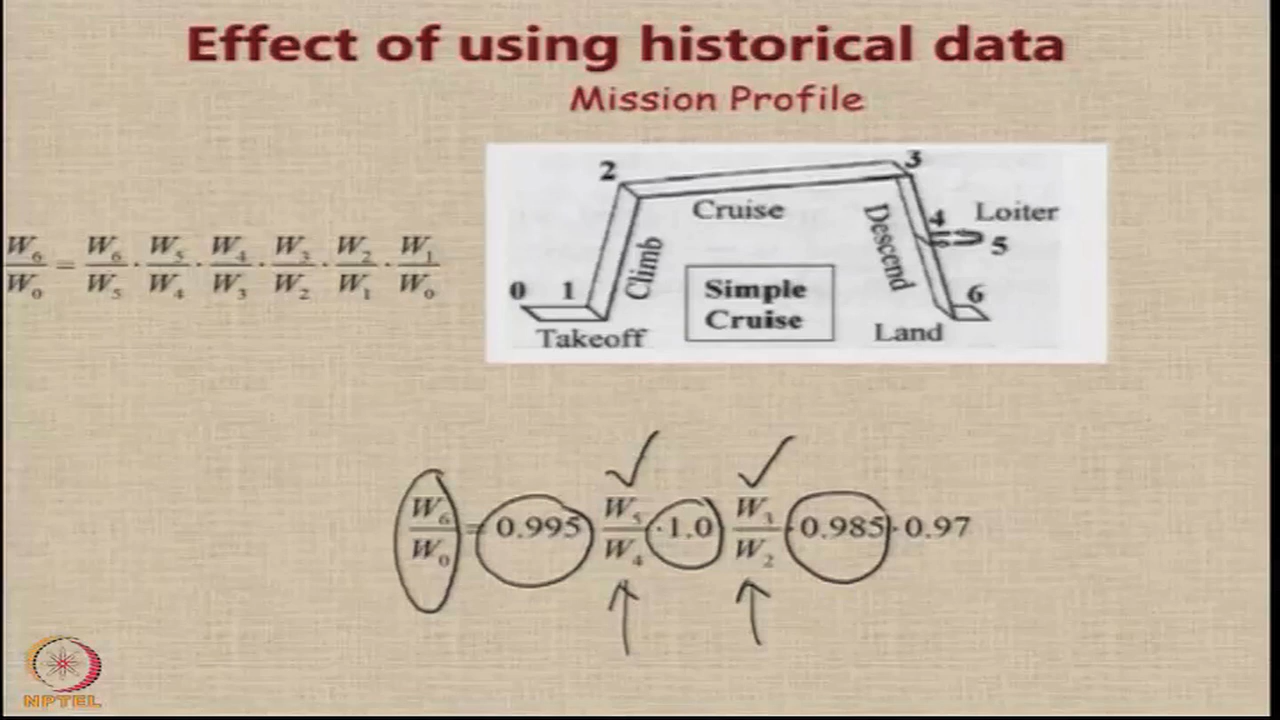 Effect of using historical data
Mission Profile
W₆/W₀ = W₆/W₅ · W₅/W₄ · W₄/W₃ · W₃/W₂ · W₂/W₁ · W₁/W₀
2
3
Cruise
4
Loiter
5
Climb
Descend
Simple
Cruise
0
1
6
Takeoff
Land
W₆/W₀ = 0.995 W₅/W₄ · 1.0 W₃/W₂ · 0.985 · 0.97
NPTEL